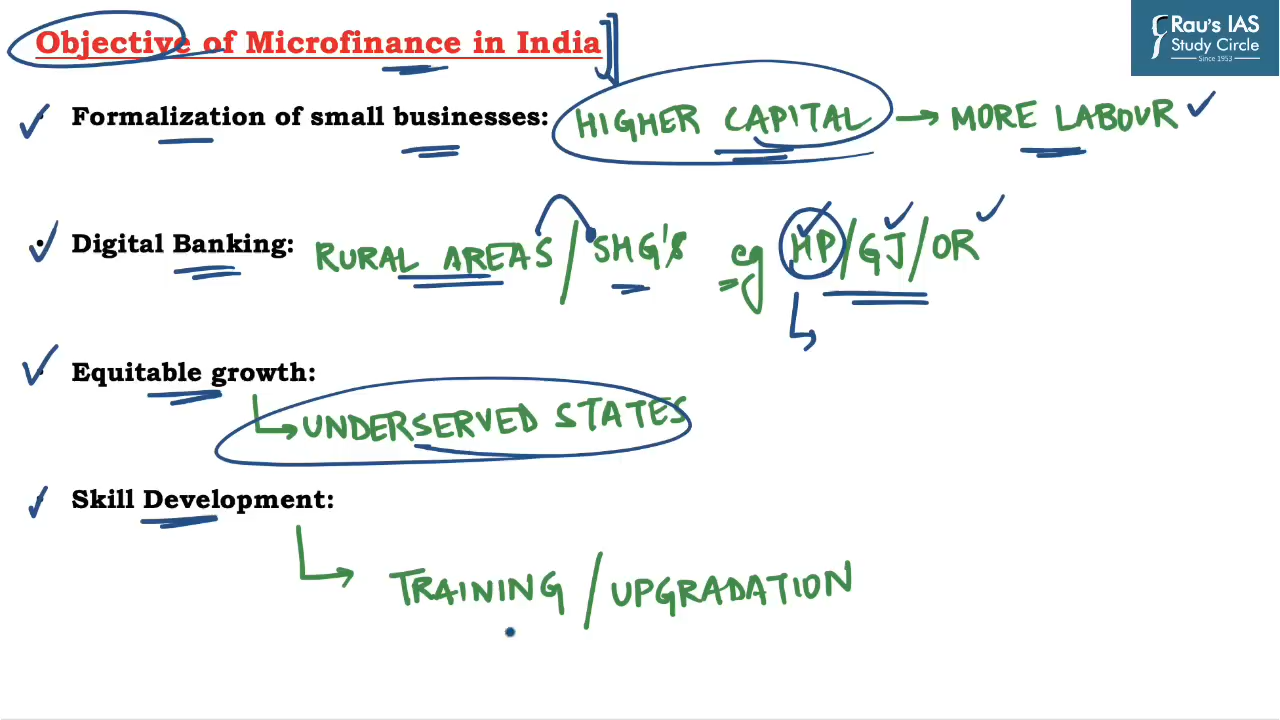 Objective of Microfinance in India
Rau's IAS
Study Circle
Since 1953
Formalization of small businesses: HIGHER CAPITAL → MORE LABOUR
• Digital Banking: RURAL AREAS / SHG'S eg HP/GJ/OR
Equitable growth:
UNDERSERVED STATES
Skill Development:
TRAINING / UPGRADATION